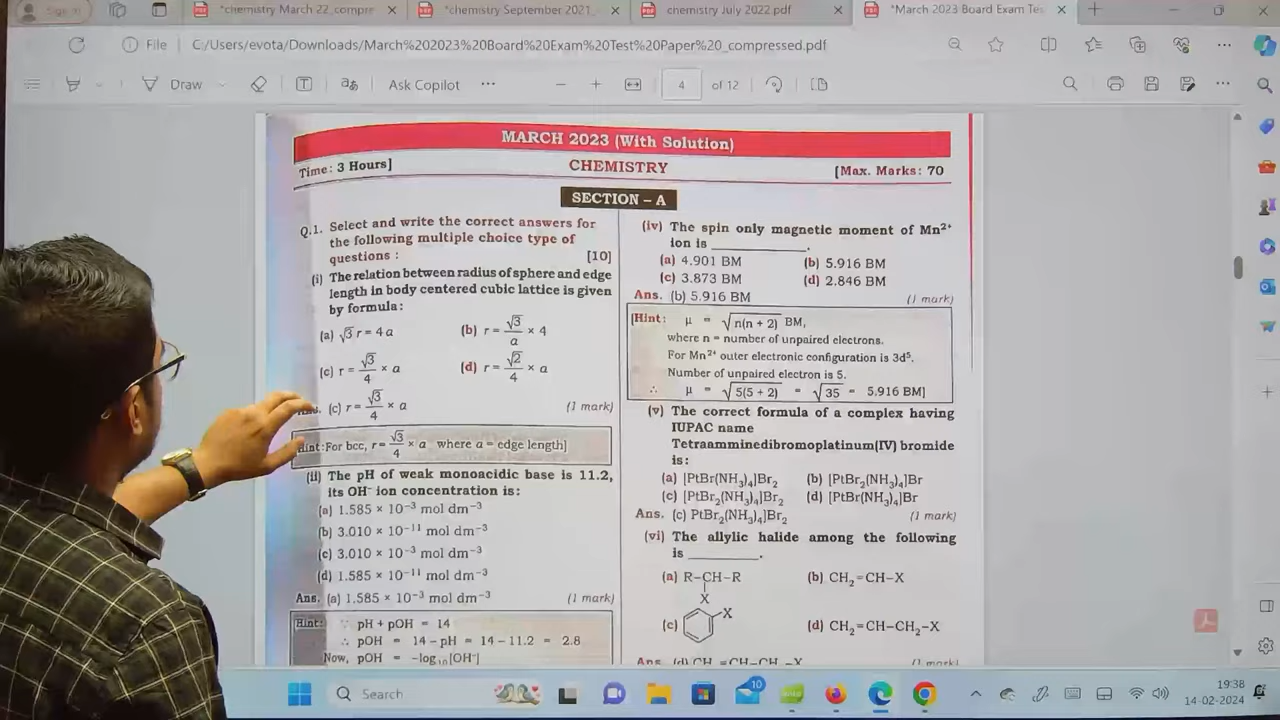 Sign in
*chemistry March 22_compre
*chemistry September 2021_
chemistry July 2022.pdf
*March 2023 Board Exam Tes
File
C:/Users/evota/Downloads/March%202023%20Board%20Exam%20Test%20Paper%20_compressed.pdf
Draw
Ask Copilot
4 of 12
MARCH 2023 (With Solution)
Time: 3 Hours]
CHEMISTRY
[Max. Marks: 70
SECTION – A
Q.1. Select and write the correct answers for
the following multiple choice type of
questions : [10]
(i) The relation between radius of sphere and edge
length in body centered cubic lattice is given
by formula:
(a) √3 r = 4 a (b) r = √3/a × 4
(c) r = √3/4 × a (d) r = √2/4 × a
(c) r = √3/4 × a (1 mark)
Hint: For bcc, r = √3/4 × a where a = edge length]
(ii) The pH of weak monoacidic base is 11.2,
its OH⁻ ion concentration is:
(a) 1.585 × 10⁻³ mol dm⁻³
(b) 3.010 × 10⁻¹¹ mol dm⁻³
(c) 3.010 × 10⁻³ mol dm⁻³
(d) 1.585 × 10⁻¹¹ mol dm⁻³
Ans. (a) 1.585 × 10⁻³ mol dm⁻³ (1 mark)
[Hint: ∵ pH + pOH = 14
∴ pOH = 14 – pH = 14 – 11.2 = 2.8
Now, pOH = –log₁₀[OH⁻]
(iv) The spin only magnetic moment of Mn²⁺
ion is ____________.
(a) 4.901 BM (b) 5.916 BM
(c) 3.873 BM (d) 2.846 BM
Ans. (b) 5.916 BM (1 mark)
[Hint: μ = √n(n + 2) BM,
where n = number of unpaired electrons.
For Mn²⁺ outer electronic configuration is 3d⁵.
Number of unpaired electron is 5.
∴ μ = √5(5 + 2) = √35 = 5.916 BM]
(v) The correct formula of a complex having
IUPAC name
Tetraamminedibromoplatinum(IV) bromide
is:
(a) [PtBr(NH₃)₄]Br₂ (b) [PtBr₂(NH₃)₄]Br
(c) [PtBr₂(NH₃)₄]Br₂ (d) [PtBr(NH₃)₄]Br
Ans. (c) PtBr₂(NH₃)₄]Br₂ (1 mark)
(vi) The allylic halide among the following
is __________.
(a) R–CH–R (b) CH₂=CH–X
X
(c) X (d) CH₂=CH–CH₂–X
Ans. (d) CH₂=CH–CH₂–X (1 mark)
Search
10
19:38
14-02-2024